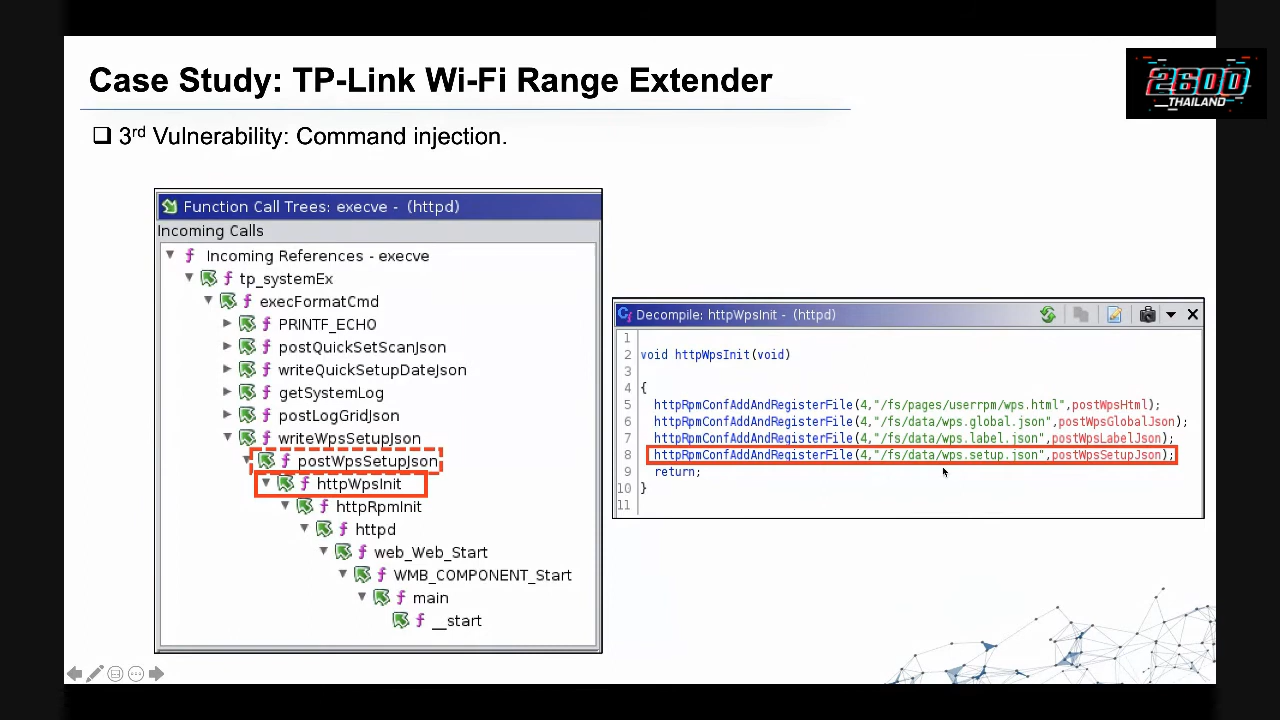 Case Study: TP-Link Wi-Fi Range Extender
2600
THAILAND
❑ 3rd Vulnerability: Command injection.
Function Call Trees: execve - (httpd)
Incoming Calls
f Incoming References - execve
f tp_systemEx
f execFormatCmd
f PRINTF_ECHO
f postQuickSetScanJson
f writeQuickSetupDateJson
f getSystemLog
f postLogGridJson
f writeWpsSetupJson
f postWpsSetupJson
f httpWpsInit
f httpRpmInit
f httpd
f web_Web_Start
f WMB_COMPONENT_Start
f main
f __start
Decompile: httpWpsInit - (httpd)
1
2 void httpWpsInit(void)
3
4 {
5 httpRpmConfAddAndRegisterFile(4,"/fs/pages/userrpm/wps.html",postWpsHtml);
6 httpRpmConfAddAndRegisterFile(4,"/fs/data/wps.global.json",postWpsGlobalJson);
7 httpRpmConfAddAndRegisterFile(4,"/fs/data/wps.label.json",postWpsLabelJson);
8 httpRpmConfAddAndRegisterFile(4,"/fs/data/wps.setup.json",postWpsSetupJson);
9 return;
10 }
11